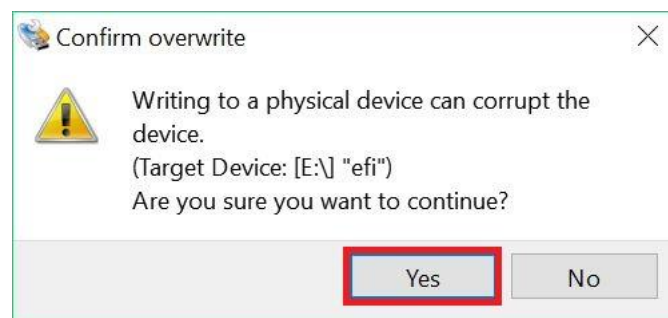 Confirm overwrite
Writing to a physical device can corrupt the
device.
(Target Device: [E:\] "efi")
Are you sure you want to continue?
Yes No